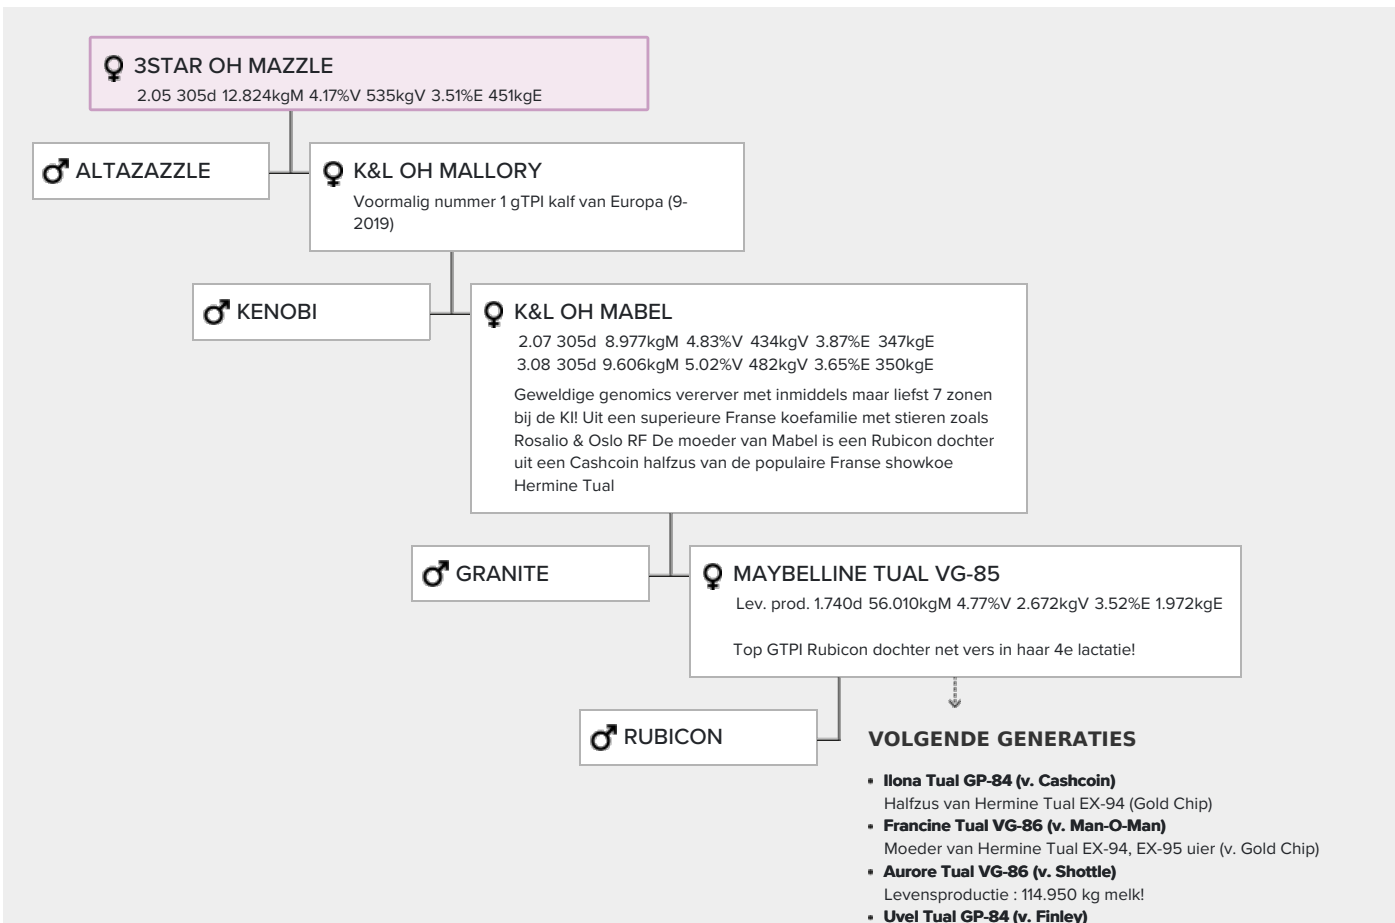 3STAR OH MAZZLE
2.05 305d 12.824kgM 4.17%V 535kgV 3.51%E 451kgE
ALTAZAZZLE
K&L OH MALLORY
Voormalig nummer 1 gTPI kalf van Europa (9-
2019)
KENOBI
K&L OH MABEL
2.07 305d 8.977kgM 4.83%V 434kgV 3.87%E 347kgE
3.08 305d 9.606kgM 5.02%V 482kgV 3.65%E 350kgE
Geweldige genomics vererver met inmiddels maar liefst 7 zonen
bij de KI! Uit een superieure Franse koefamilie met stieren zoals
Rosalio & Oslo RF De moeder van Mabel is een Rubicon dochter
uit een Cashcoin halfzus van de populaire Franse showkoe
Hermine Tual
GRANITE
MAYBELLINE TUAL VG-85
Lev. prod. 1.740d 56.010kgM 4.77%V 2.672kgV 3.52%E 1.972kgE
Top GTPI Rubicon dochter net vers in haar 4e lactatie!
RUBICON
VOLGENDE GENERATIES
• Ilona Tual GP-84 (v. Cashcoin)
Halfzus van Hermine Tual EX-94 (Gold Chip)
• Francine Tual VG-86 (v. Man-O-Man)
Moeder van Hermine Tual EX-94, EX-95 uier (v. Gold Chip)
• Aurore Tual VG-86 (v. Shottle)
Levensproductie : 114.950 kg melk!
• Uvel Tual GP-84 (v. Finley)